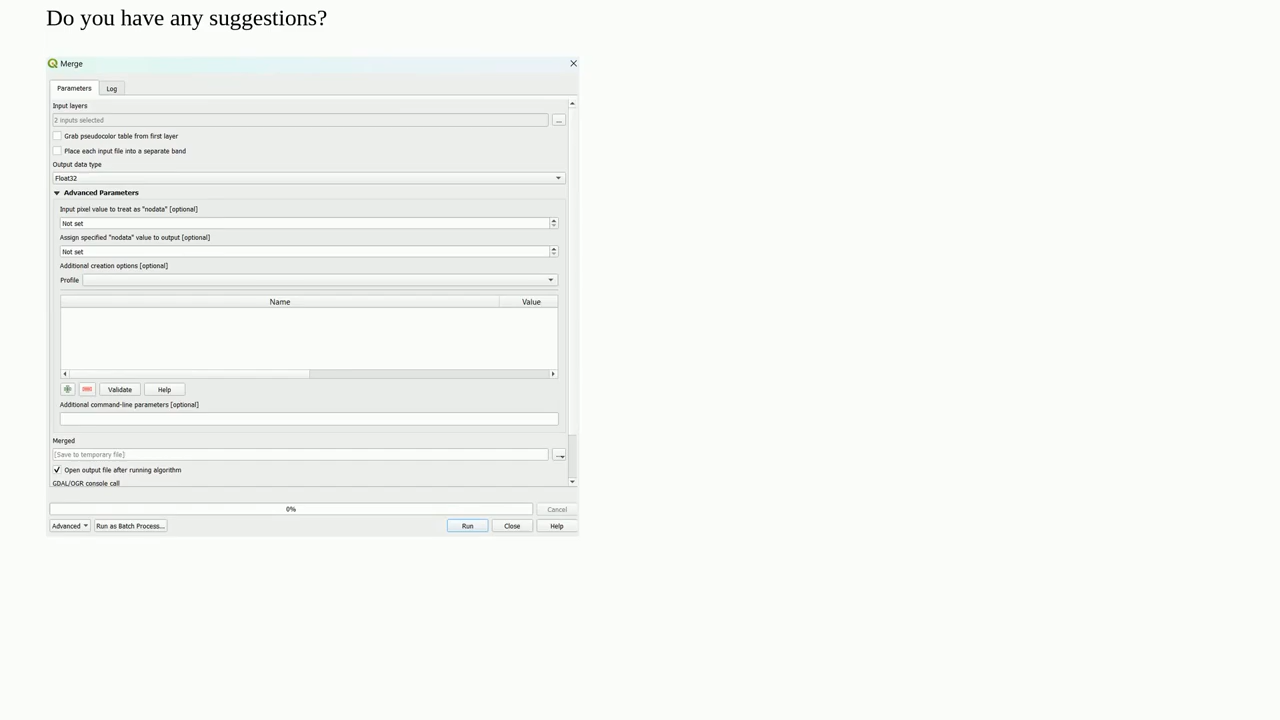 Do you have any suggestions?
Merge
Parameters
Log
Input layers
2 inputs selected
...
Grab pseudocolor table from first layer
Place each input file into a separate band
Output data type
Float32
Advanced Parameters
Input pixel value to treat as "nodata" [optional]
Not set
Assign specified "nodata" value to output [optional]
Not set
Additional creation options [optional]
Profile
Name Value
Validate Help
Additional command-line parameters [optional]
Merged
[Save to temporary file]
...
Open output file after running algorithm
GDAL/OGR console call
0% Cancel
Advanced Run as Batch Process... Run Close Help